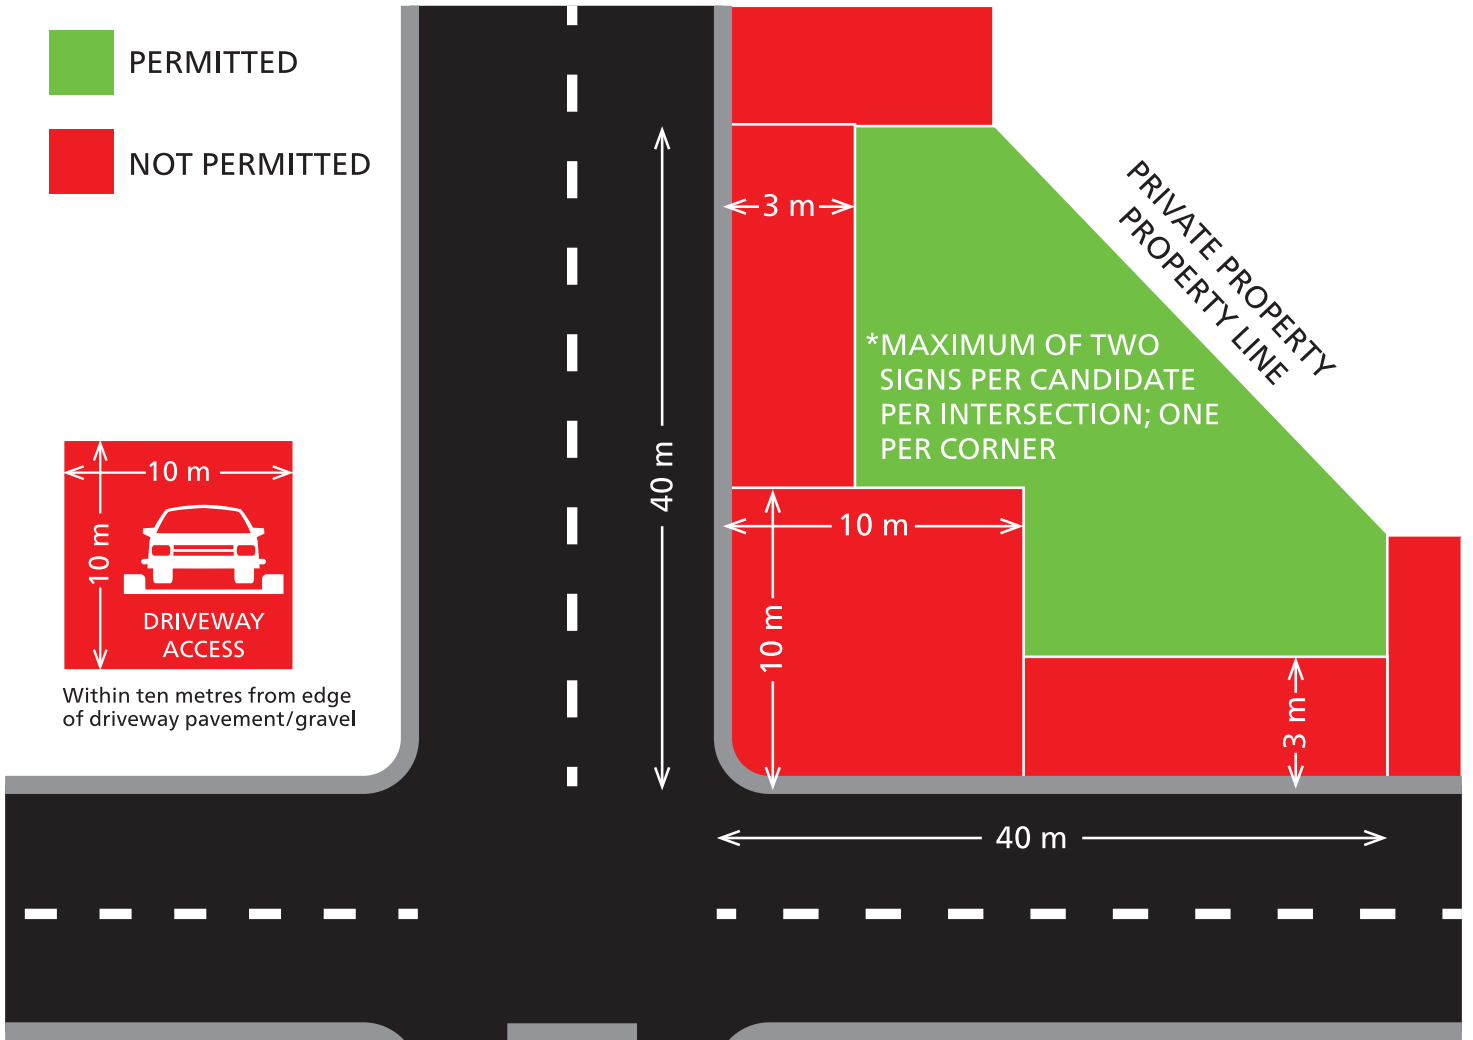 PERMITTED
NOT PERMITTED
3 m
PRIVATE PROPERTY
PROPERTY LINE
*MAXIMUM OF TWO
SIGNS PER CANDIDATE
PER INTERSECTION; ONE
PER CORNER
40 m
10 m
10 m
DRIVEWAY
ACCESS
Within ten metres from edge
of driveway pavement/gravel
10 m
10 m
3 m
40 m